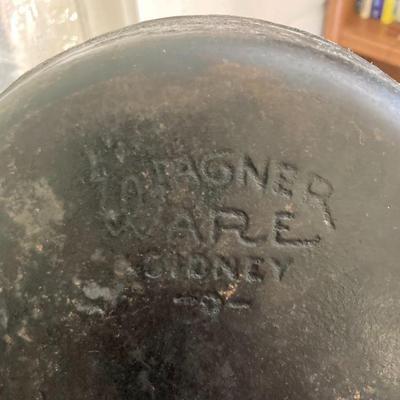 WAGNER
WARE
SIDNEY
-0-